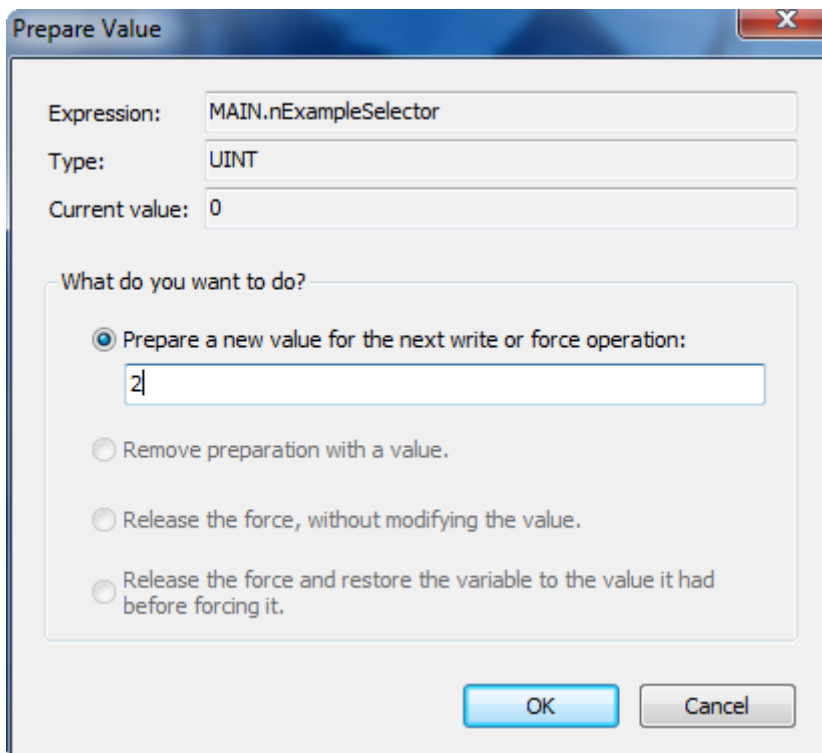 Prepare Value
Expression: MAIN.nExampleSelector
Type: UINT
Current value: 0
What do you want to do?
Prepare a new value for the next write or force operation:
2
Remove preparation with a value.
Release the force, without modifying the value.
Release the force and restore the variable to the value it had
before forcing it.
OK Cancel